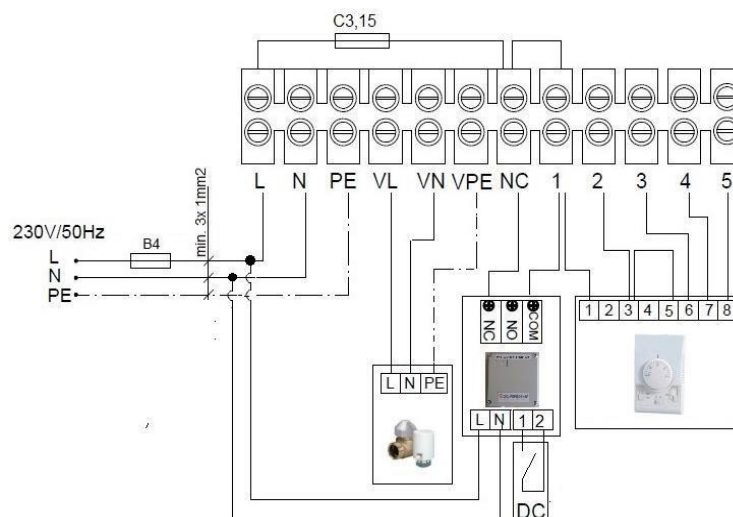 C3,15
L N PE VL VN VPE NC 1 2 3 4 5
min. 3x 1mm2
230V/50Hz
B4
L
N
PE
NC NO COM
1 2 3 4 5 6 7 8
L N PE
L N 1 2
DC